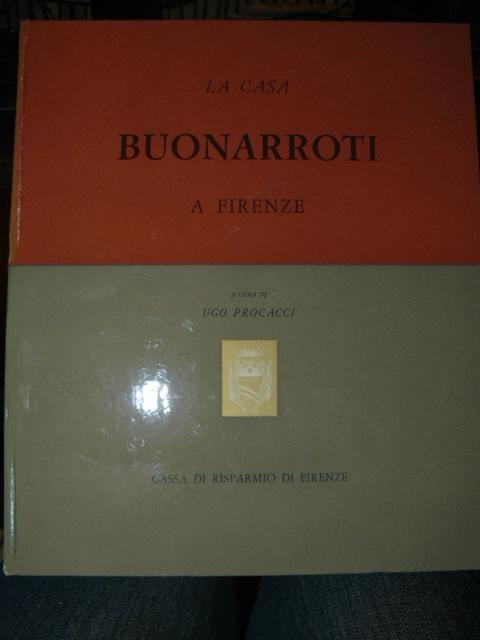 LA CASA
BUONARROTI
A FIRENZE
A CURA DI
UGO PROCACCI
CASSA DI RISPARMIO DI FIRENZE